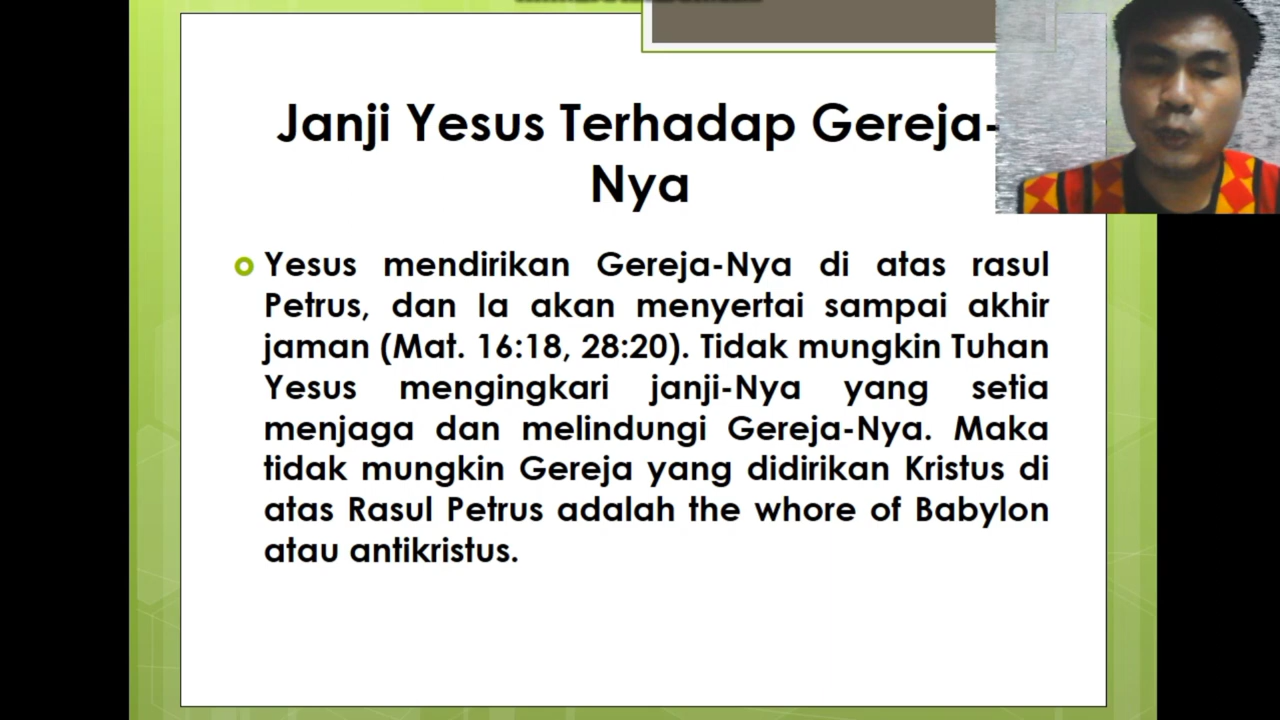 Janji Yesus Terhadap Gereja-
Nya
Yesus mendirikan Gereja-Nya di atas rasul
Petrus, dan Ia akan menyertai sampai akhir
jaman (Mat. 16:18, 28:20). Tidak mungkin Tuhan
Yesus mengingkari janji-Nya yang setia
menjaga dan melindungi Gereja-Nya. Maka
tidak mungkin Gereja yang didirikan Kristus di
atas Rasul Petrus adalah the whore of Babylon
atau antikristus.